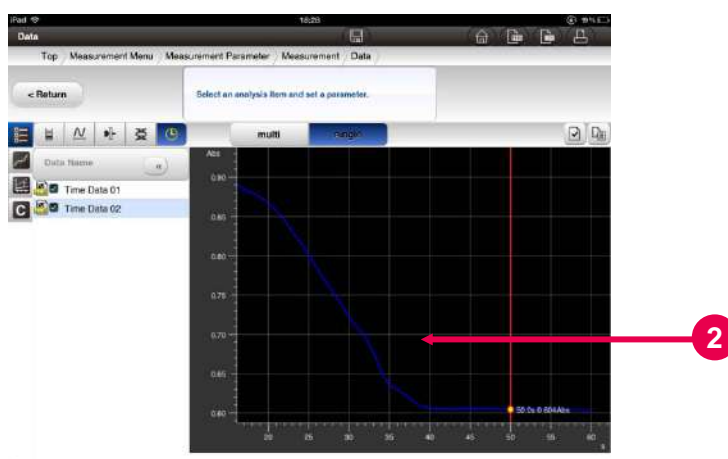 iPad 18:28
Data
Top Measurement Menu Measurement Parameter Measurement Data
< Return
Select an analysis item and set a parameter.
multi single
Data Name «
Time Data 01
Time Data 02
C
Abs
0.90
0.85
0.80
0.75
0.70
0.65
0.60
50.0s 0.604Abs
20 25 30 35 40 45 50 55 60
s
2